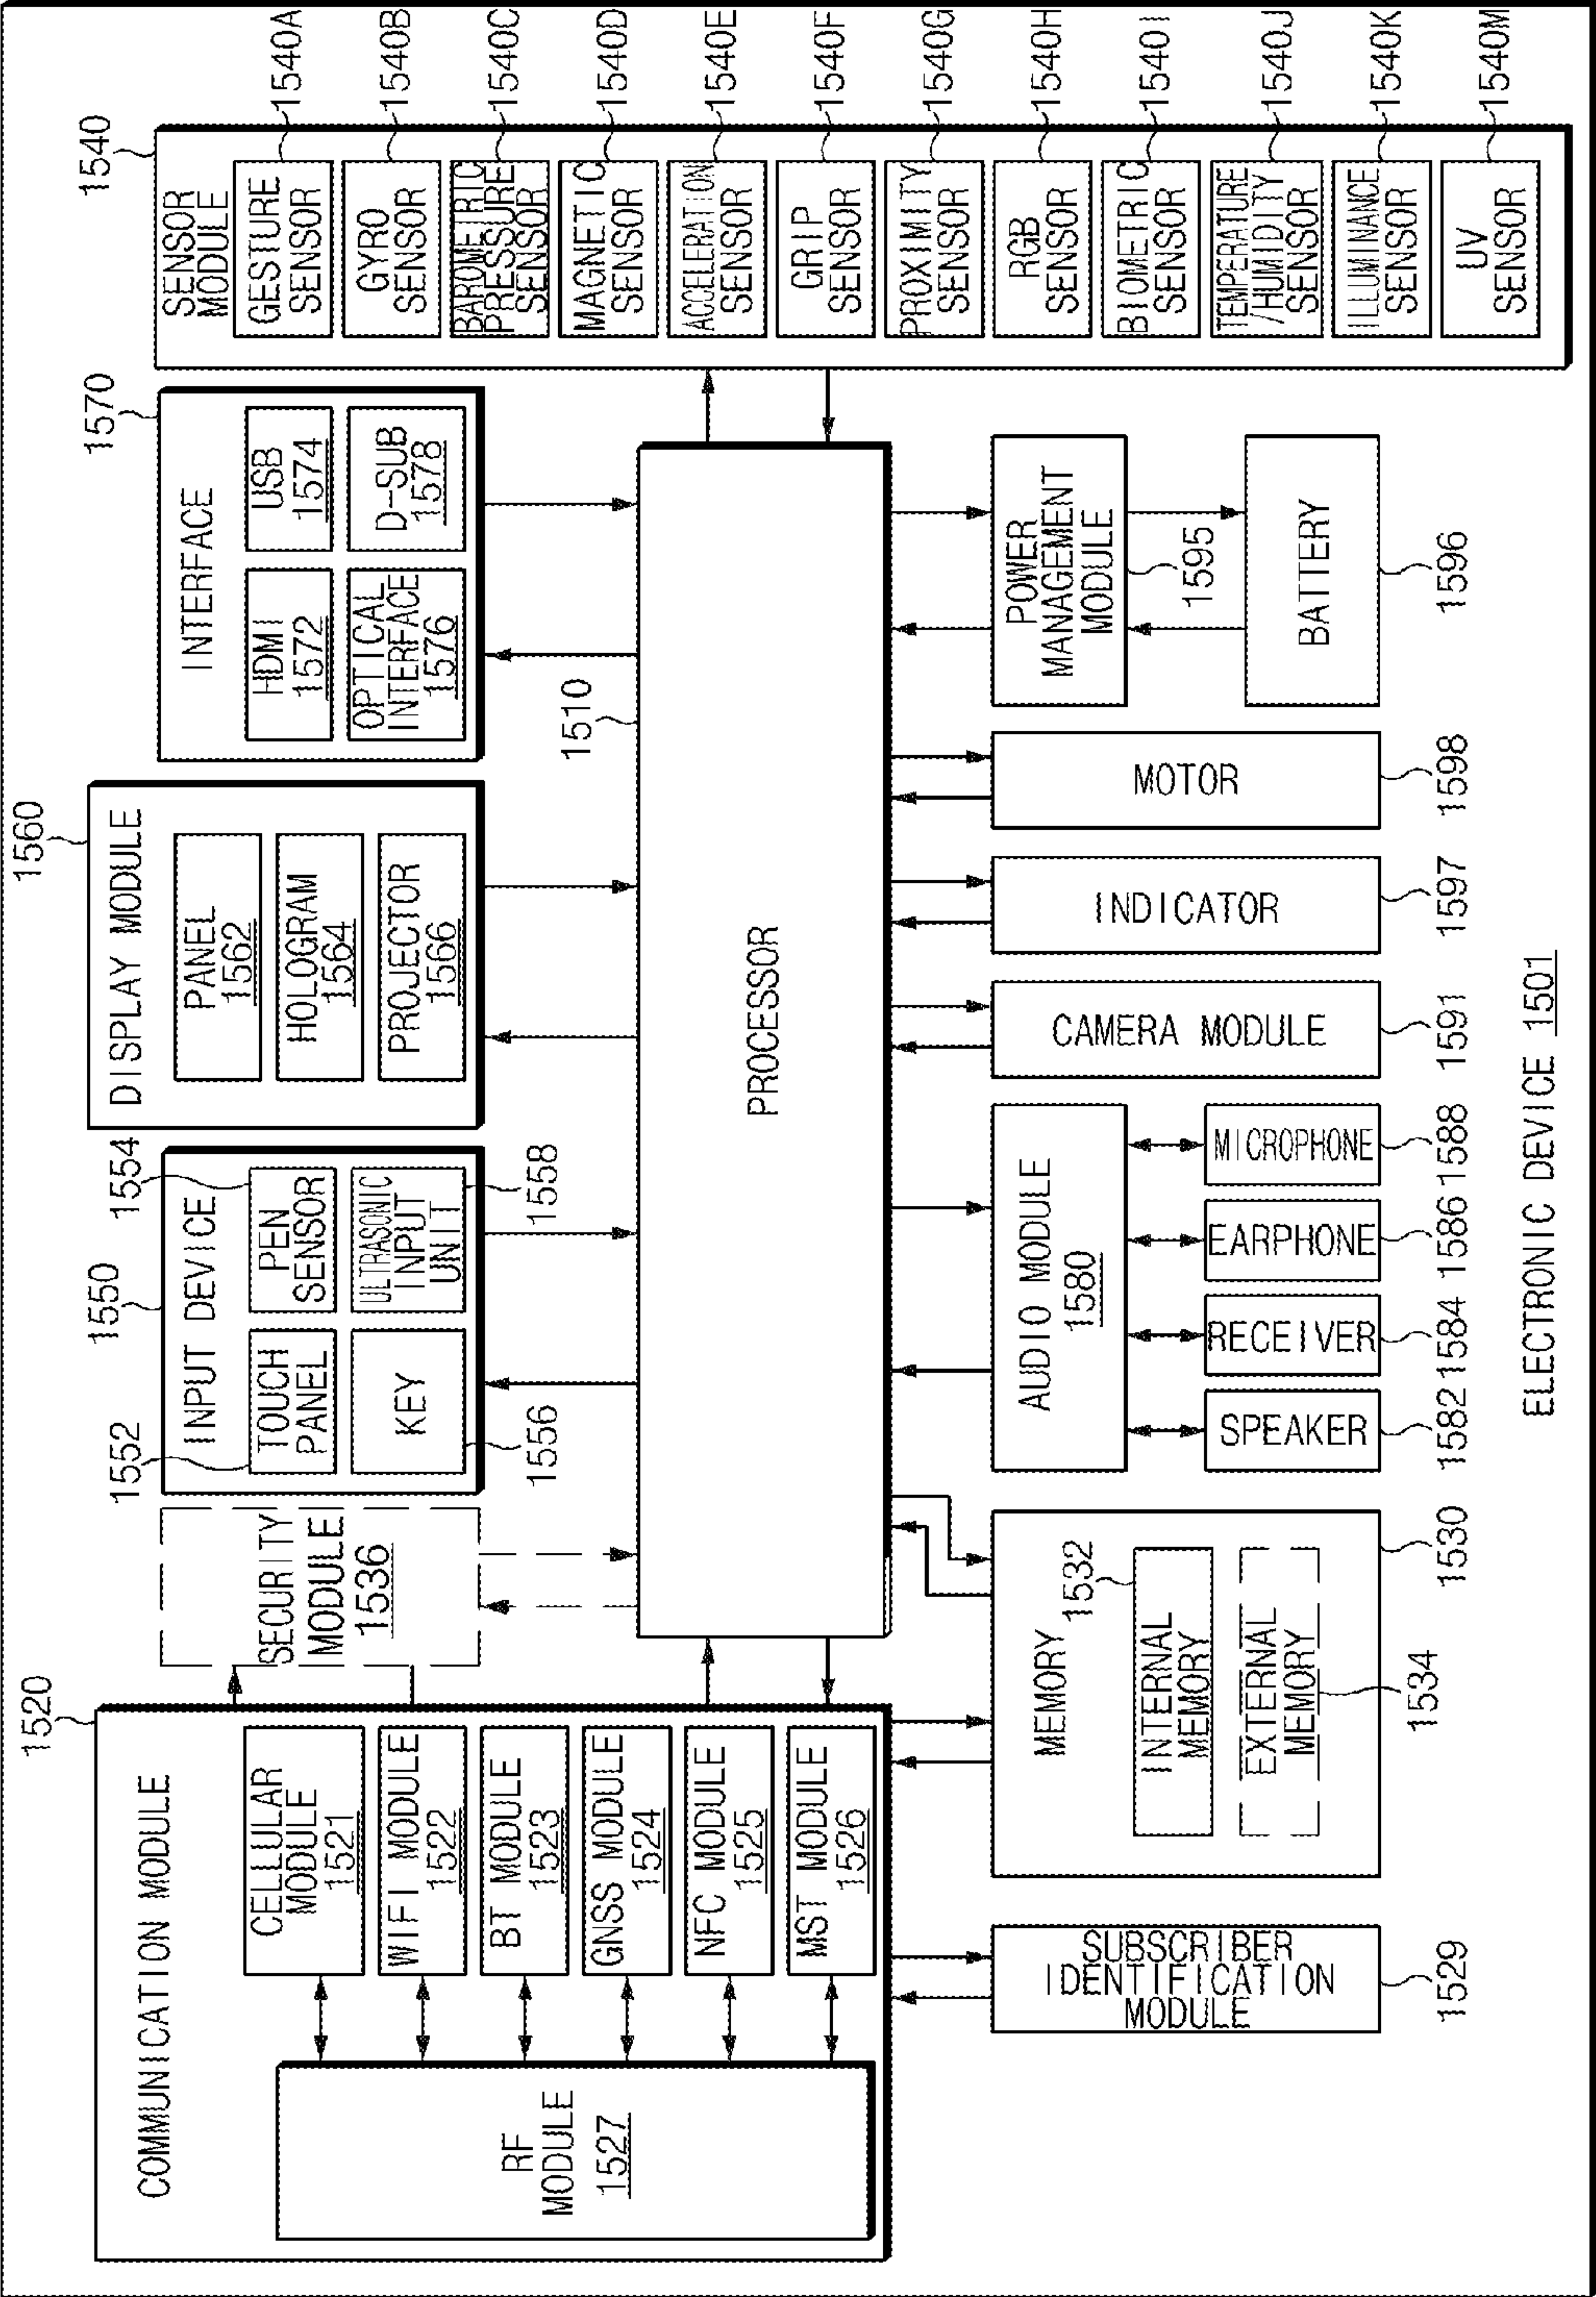 1520
COMMUNICATION MODULE
RF
MODULE
1527
CELLULAR
MODULE
1521
WIFI MODULE
1522
BT MODULE
1523
GNSS MODULE
1524
NFC MODULE
1525
MST MODULE
1526
SECURITY
MODULE
1536
1550
INPUT DEVICE
1552
TOUCH
PANEL
1554
PEN
SENSOR
KEY
1556
ULTRASONIC
INPUT
UNIT
1558
1560
DISPLAY MODULE
PANEL
1562
HOLOGRAM
1564
PROJECTOR
1566
1570
INTERFACE
HDMI
1572
USB
1574
OPTICAL
INTERFACE
1576
D-SUB
1578
1540
SENSOR
MODULE
GESTURE
SENSOR
1540A
GYRO
SENSOR
1540B
BAROMETRIC
PRESSURE
SENSOR
1540C
MAGNETIC
SENSOR
1540D
ACCELERATION
SENSOR
1540E
GRIP
SENSOR
1540F
PROXIMITY
SENSOR
1540G
RGB
SENSOR
1540H
BIOMETRIC
SENSOR
1540I
TEMPERATURE
/HUMIDITY
SENSOR
1540J
ILLUMINANCE
SENSOR
1540K
UV
SENSOR
1540M
1510
PROCESSOR
SUBSCRIBER
IDENTIFICATION
MODULE
1529
MEMORY
1532
INTERNAL
MEMORY
EXTERNAL
MEMORY
1534
1530
AUDIO MODULE
1580
SPEAKER
1582
RECEIVER
1584
EARPHONE
1586
MICROPHONE
1588
CAMERA MODULE
1591
INDICATOR
1597
MOTOR
1598
POWER
MANAGEMENT
MODULE
1595
BATTERY
1596
ELECTRONIC DEVICE 1501